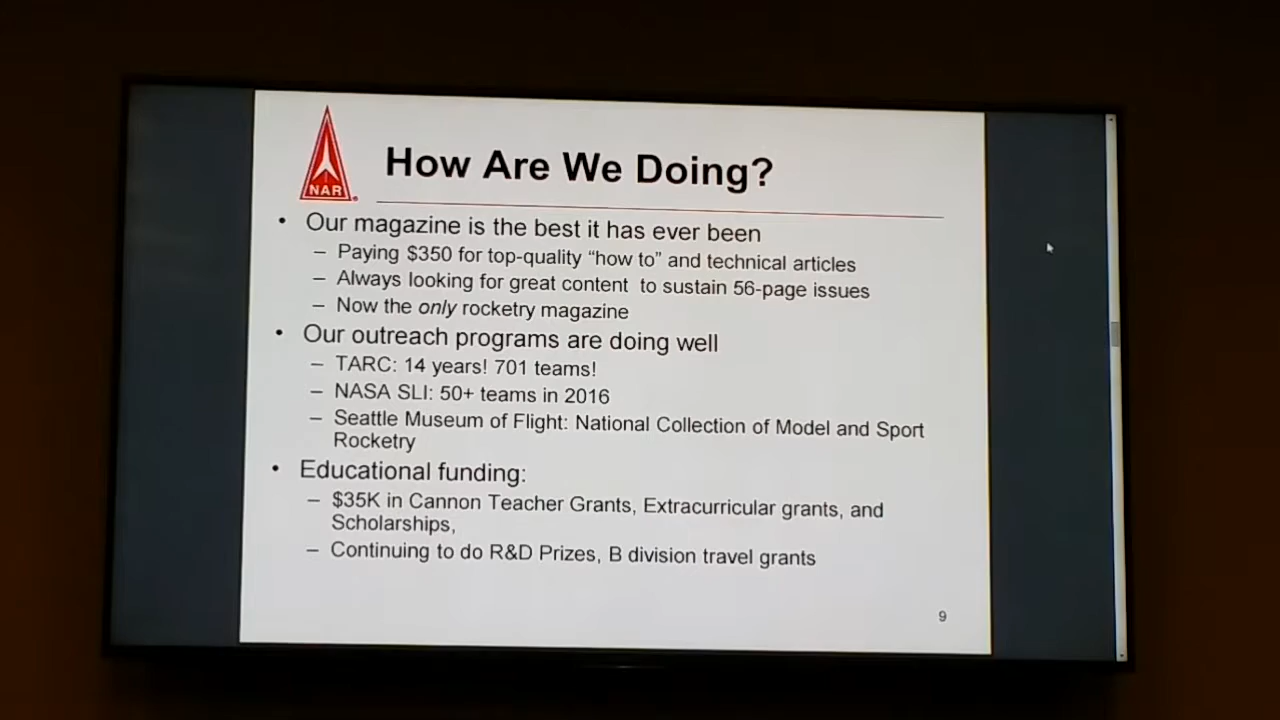 How Are We Doing?
NAR
• Our magazine is the best it has ever been
– Paying $350 for top-quality “how to” and technical articles
– Always looking for great content to sustain 56-page issues
– Now the only rocketry magazine
• Our outreach programs are doing well
– TARC: 14 years! 701 teams!
– NASA SLI: 50+ teams in 2016
– Seattle Museum of Flight: National Collection of Model and Sport
Rocketry
• Educational funding:
– $35K in Cannon Teacher Grants, Extracurricular grants, and
Scholarships,
– Continuing to do R&D Prizes, B division travel grants
9